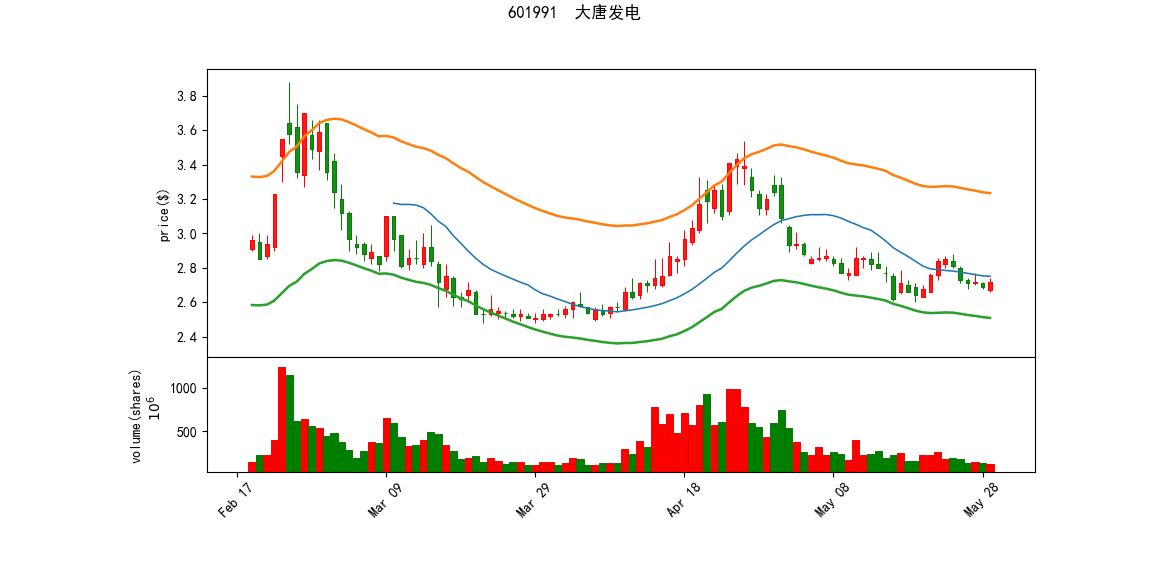 601991 大唐发电
price($)
3.8
3.6
3.4
3.2
3.0
2.8
2.6
2.4
volume(shares)
10^6
1000
500
Feb 17
Mar 09
Mar 29
Apr 18
May 08
May 28